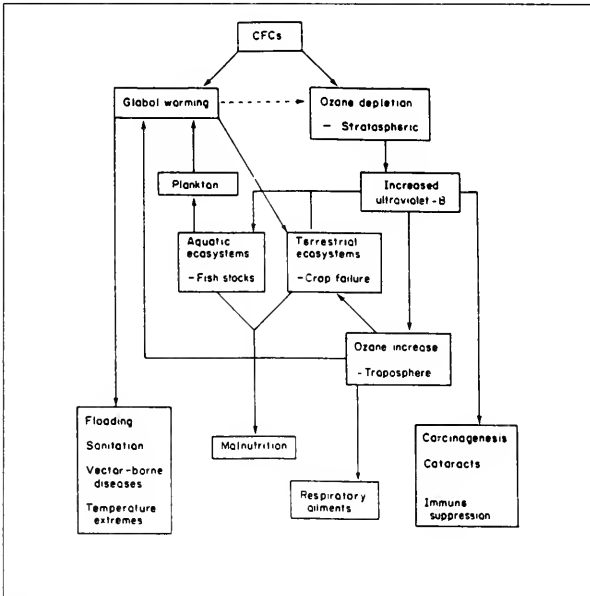 CFCs
Global warming
Ozone depletion
- Stratospheric
Plankton
Increased
ultraviolet-B
Aquatic
ecosystems
- Fish stocks
Terrestrial
ecosystems
- Crop failure
Ozone increase
- Troposphere
Flooding
Sanitation
Vector-borne
diseases
Temperature
extremes
Malnutrition
Respiratory
ailments
Carcinogenesis
Cataracts
Immune
suppression